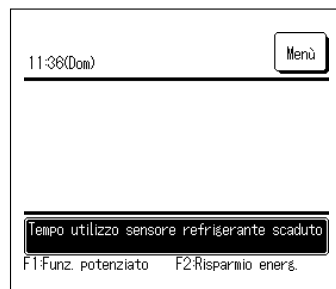 11:36(Dom)
Menù
Tempo utilizzo sensore refrigerante scaduto
F1:Funz. potenziato F2:Risparmio energ.